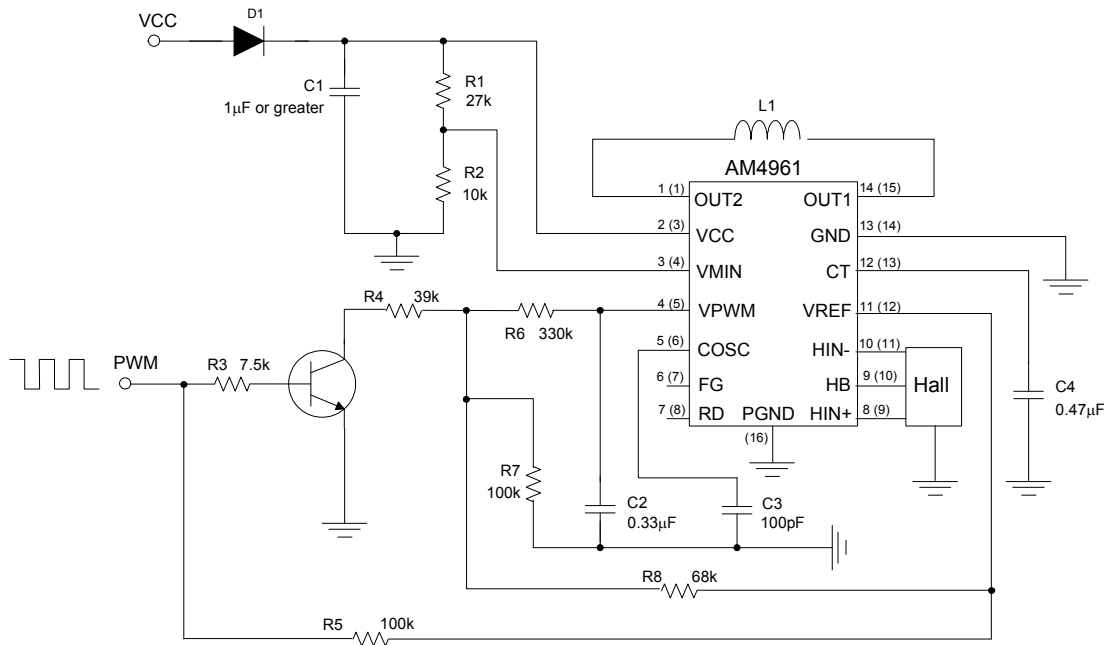 VCC
D1
C1
1µF or greater
R1
27k
R2
10k
L1
AM4961
1 (1)
OUT2
14 (15)
OUT1
2 (3)
VCC
13 (14)
GND
3 (4)
VMIN
12 (13)
CT
4 (5)
VPWM
11 (12)
VREF
5 (6)
COSC
10 (11)
HIN-
6 (7)
FG
9 (10)
HB
7 (8)
RD
PGND
(16)
8 (9)
HIN+
Hall
C4
0.47µF
R4 39k
R6 330k
PWM
R3 7.5k
R7
100k
C2
0.33µF
C3
100pF
R8 68k
R5 100k